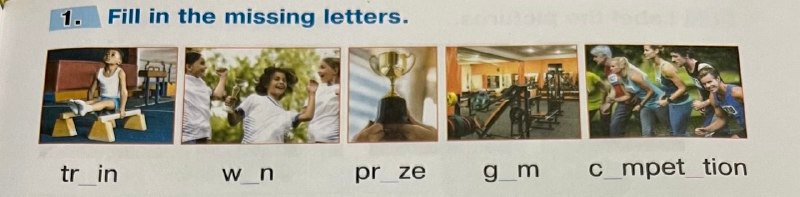 1. Fill in the missing letters.
tr_in w_n pr_ze g_m c_mpet_tion